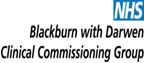 NHS
Blackburn with Darwen
Clinical Commissioning Group